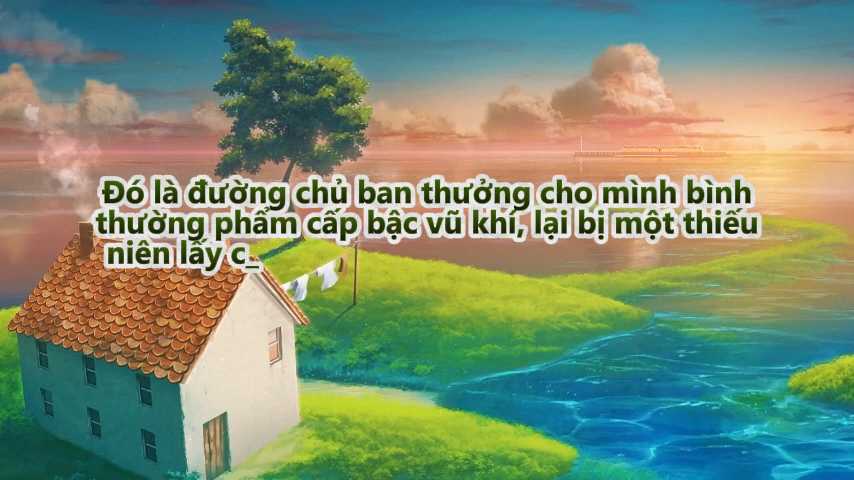 Đó là đường chủ ban thưởng cho mình bình
thường phẩm cấp bậc vũ khí, lại bị một thiếu
niên lấy c_